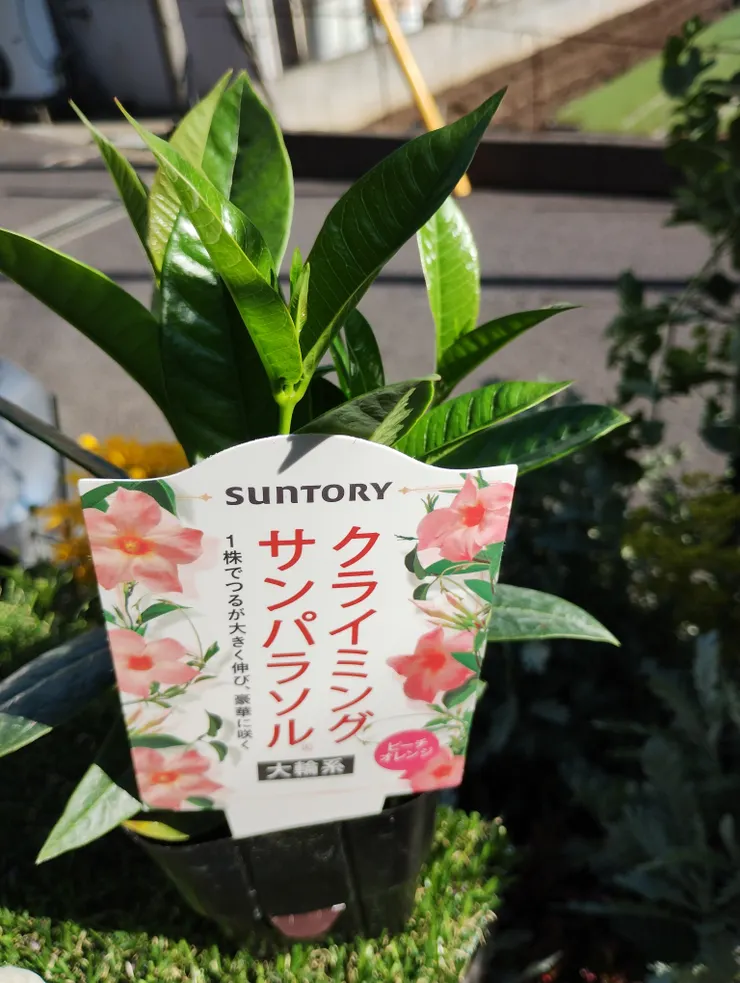 SUNTORY
クライミング
サンパラソル®
1株でつるが大きく伸び、豪華に咲く
大輪系
ピーチ
オレンジ